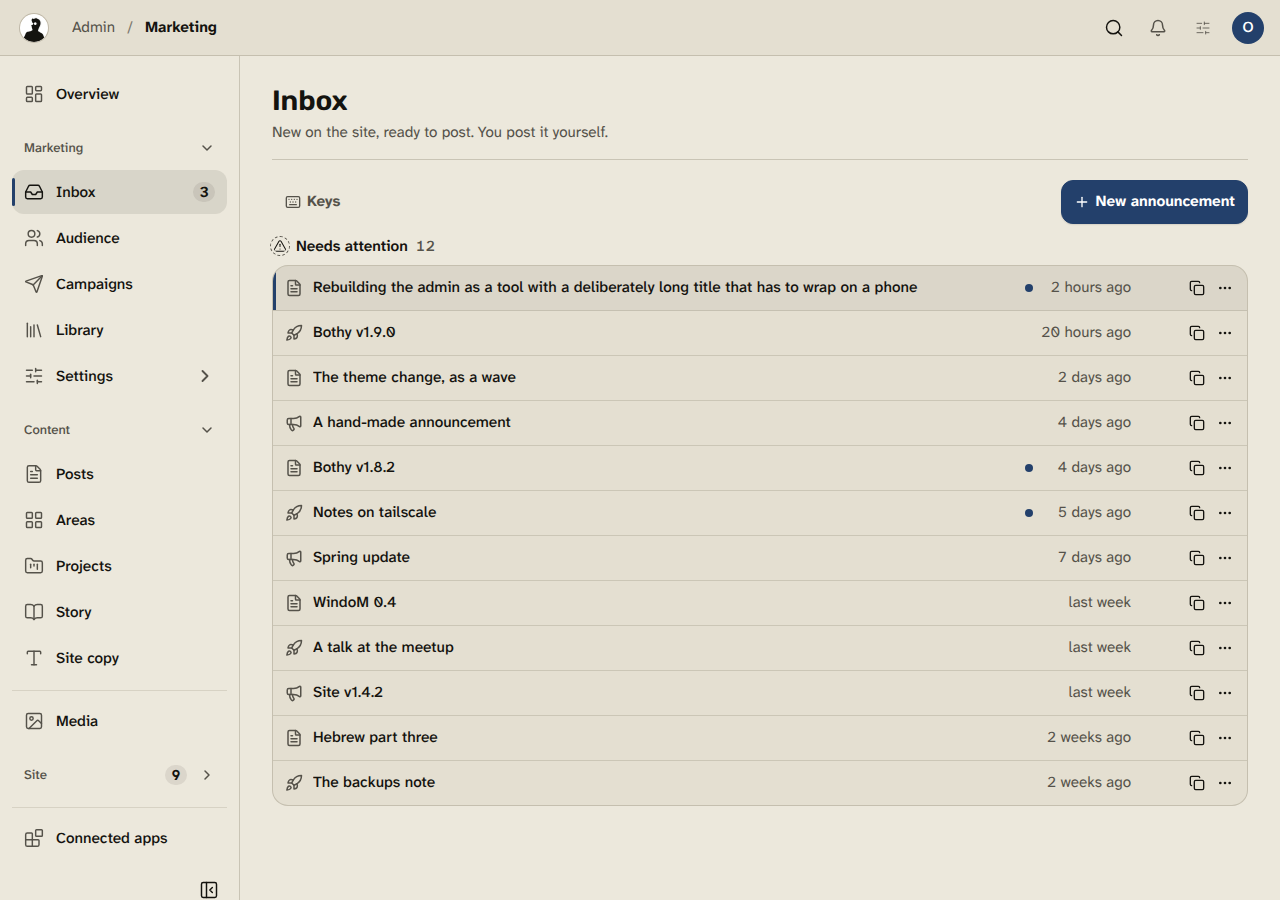 Admin / Marketing
O
Overview
Marketing
Inbox 3
Audience
Campaigns
Library
Settings
Content
Posts
Areas
Projects
Story
Site copy
Media
Site 9
Connected apps
Inbox
New on the site, ready to post. You post it yourself.
Keys
New announcement
Needs attention 12
Rebuilding the admin as a tool with a deliberately long title that has to wrap on a phone 2 hours ago
Bothy v1.9.0 20 hours ago
The theme change, as a wave 2 days ago
A hand-made announcement 4 days ago
Bothy v1.8.2 4 days ago
Notes on tailscale 5 days ago
Spring update 7 days ago
WindoM 0.4 last week
A talk at the meetup last week
Site v1.4.2 last week
Hebrew part three 2 weeks ago
The backups note 2 weeks ago